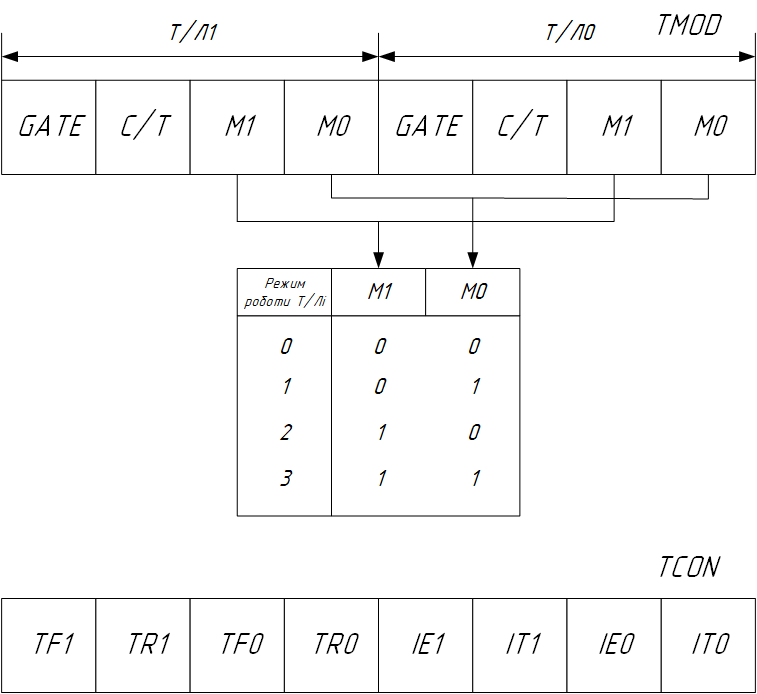 Т/Л1 Т/Л0 TMOD
GATE C/T M1 M0 GATE C/T M1 M0
Режим M1 M0
роботи Т/Лі
0 0 0
1 0 1
2 1 0
3 1 1
TCON
TF1 TR1 TF0 TR0 IE1 IT1 IE0 IT0